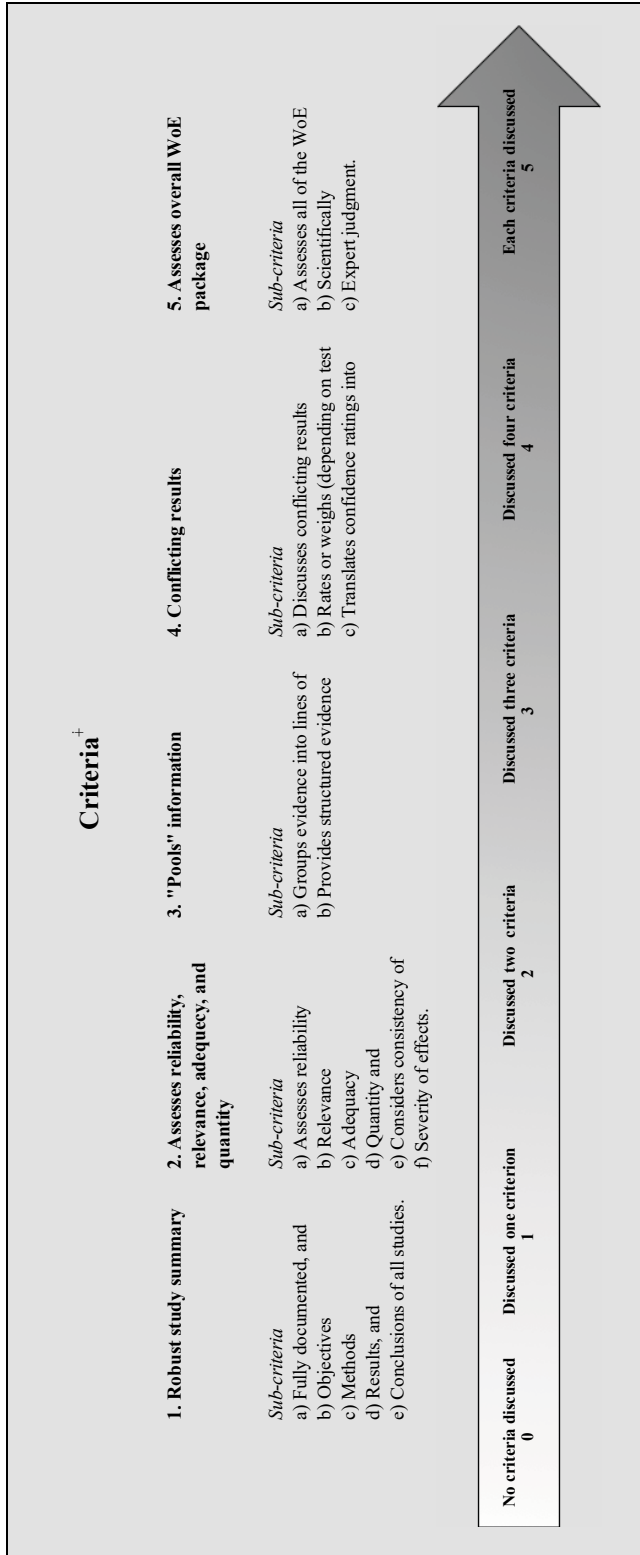 Criteria⁺
1. Robust study summary
Sub-criteria
a) Fully documented, and
b) Objectives
c) Methods
d) Results, and
e) Conclusions of all studies.
2. Assesses reliability,
relevance, adequecy, and
quantity
Sub-criteria
a) Assesses reliability
b) Relevance
c) Adequacy
d) Quantity and
e) Considers consistency of
f) Severity of effects.
3. "Pools" information
Sub-criteria
a) Groups evidence into lines of
b) Provides structured evidence
4. Conflicting results
Sub-criteria
a) Discusses conflicting results
b) Rates or weighs (depending on test
c) Translates confidence ratings into
5. Assesses overall WoE
package
Sub-criteria
a) Assesses all of the WoE
b) Scientifically
c) Expert judgment.
No criteria discussed
0
Discussed one criterion
1
Discussed two criteria
2
Discussed three criteria
3
Discussed four criteria
4
Each criteria discussed
5